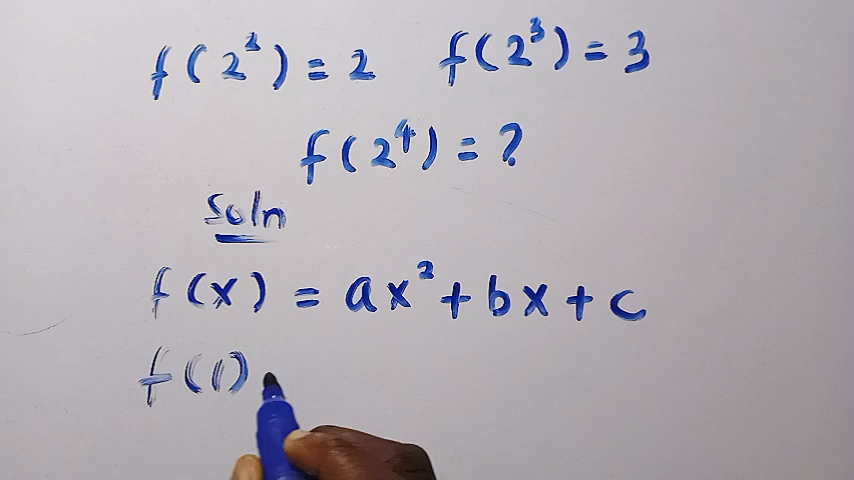 f(2²) = 2 f(2³) = 3
f(2⁴) = ?
Soln
f(x) = ax² + bx + c
f(1)